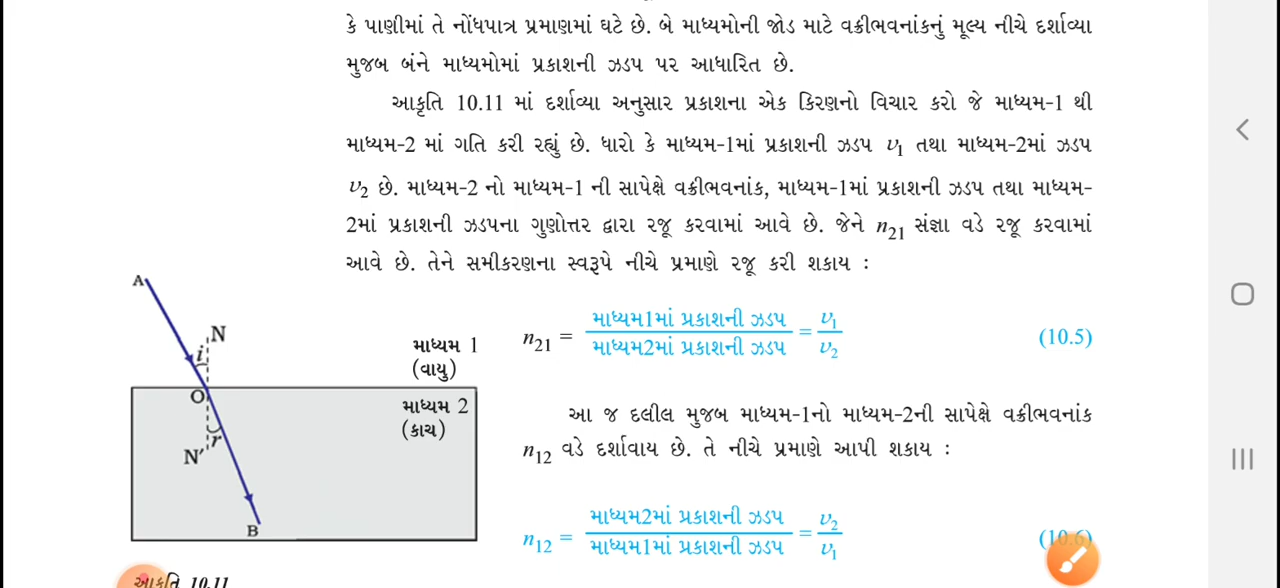 કે પાણીમાં તે નોંધપાત્ર પ્રમાણમાં ઘટે છે. બે માધ્યમોની જોડ માટે વક્રીભવનાંકનું મૂલ્ય નીચે દર્શાવ્યા
મુજબ બંને માધ્યમોમાં પ્રકાશની ઝડપ પર આધારિત છે.
આકૃતિ 10.11 માં દર્શાવ્યા અનુસાર પ્રકાશના એક કિરણનો વિચાર કરો જે માધ્યમ-1 થી
માધ્યમ-2 માં ગતિ કરી રહ્યું છે. ધારો કે માધ્યમ-1માં પ્રકાશની ઝડપ v₁ તથા માધ્યમ-2માં ઝડપ
v₂ છે. માધ્યમ-2 નો માધ્યમ-1 ની સાપેક્ષે વક્રીભવનાંક, માધ્યમ-1માં પ્રકાશની ઝડપ તથા માધ્યમ-
2માં પ્રકાશની ઝડપના ગુણોત્તર દ્વારા રજૂ કરવામાં આવે છે. જેને n₂₁ સંજ્ઞા વડે રજૂ કરવામાં
આવે છે. તેને સમીકરણના સ્વરૂપે નીચે પ્રમાણે રજૂ કરી શકાય :
A
N
i
માધ્યમ 1
(વાયુ)
O
માધ્યમ 2
(કાચ)
r
N'
B
આકૃતિ 10.11
n₂₁ = માધ્યમ1માં પ્રકાશની ઝડપ / માધ્યમ2માં પ્રકાશની ઝડપ = v₁ / v₂ (10.5)
આ જ દલીલ મુજબ માધ્યમ-1નો માધ્યમ-2ની સાપેક્ષે વક્રીભવનાંક
n₁₂ વડે દર્શાવાય છે. તે નીચે પ્રમાણે આપી શકાય :
n₁₂ = માધ્યમ2માં પ્રકાશની ઝડપ / માધ્યમ1માં પ્રકાશની ઝડપ = v₂ / v₁ (10.6)